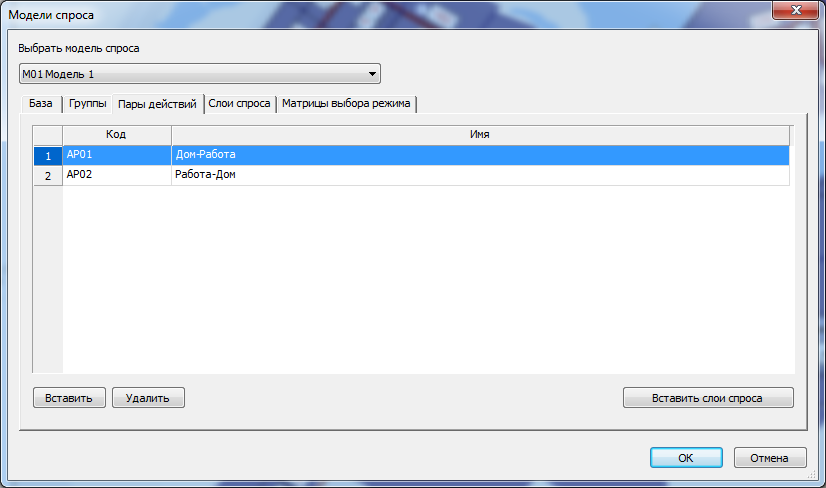 Модели спроса
Выбрать модель спроса
M01 Модель 1
База Группы Пары действий Слои спроса Матрицы выбора режима
Код Имя
1 AP01 Дом-Работа
2 AP02 Работа-Дом
Вставить Удалить Вставить слои спроса
OK Отмена